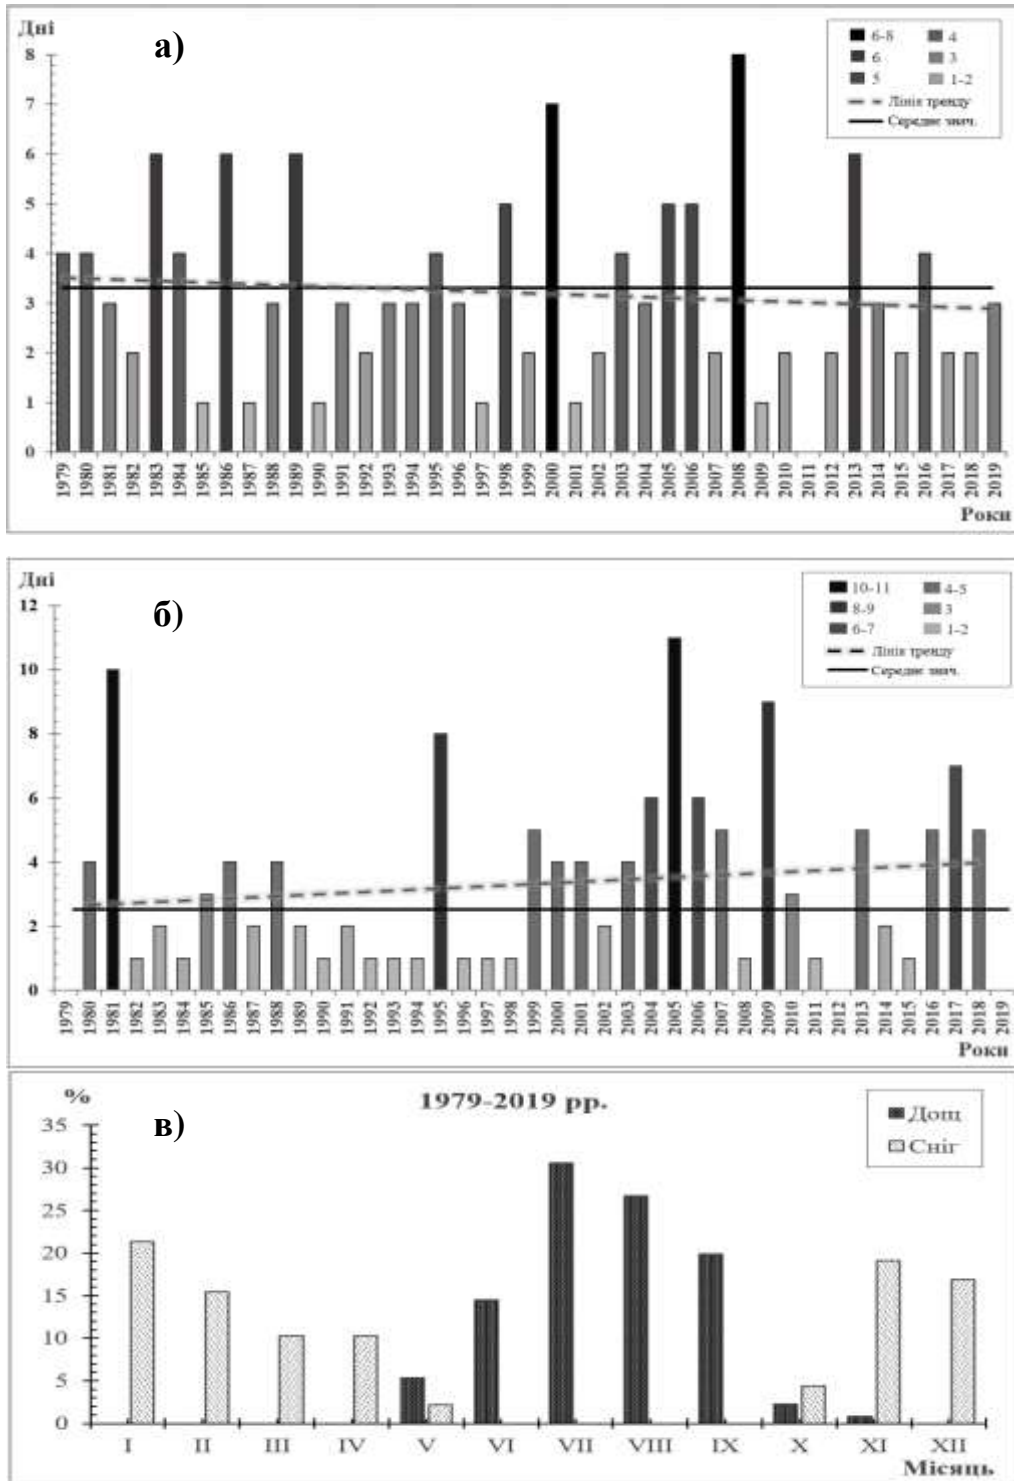 Дні
а)
6-8 4
6 3
5 1-2
Лінія тренду
Середнє знач.
8
7
6
5
4
3
2
1
0
1979 1980 1981 1982 1983 1984 1985 1986 1987 1988 1989 1990 1991 1992 1993 1994 1995 1996 1997 1998 1999 2000 2001 2002 2003 2004 2005 2006 2007 2008 2009 2010 2011 2012 2013 2014 2015 2016 2017 2018 2019
Роки
Дні
б)
10-11 4-5
8-9 3
6-7 1-2
Лінія тренду
Середнє знач.
12
10
8
6
4
2
0
1979 1980 1981 1982 1983 1984 1985 1986 1987 1988 1989 1990 1991 1992 1993 1994 1995 1996 1997 1998 1999 2000 2001 2002 2003 2004 2005 2006 2007 2008 2009 2010 2011 2012 2013 2014 2015 2016 2017 2018 2019
Роки
%
1979-2019 рр.
в)
Дощ
Сніг
35
30
25
20
15
10
5
0
I II III IV V VI VII VIII IX X XI XII
Місяць